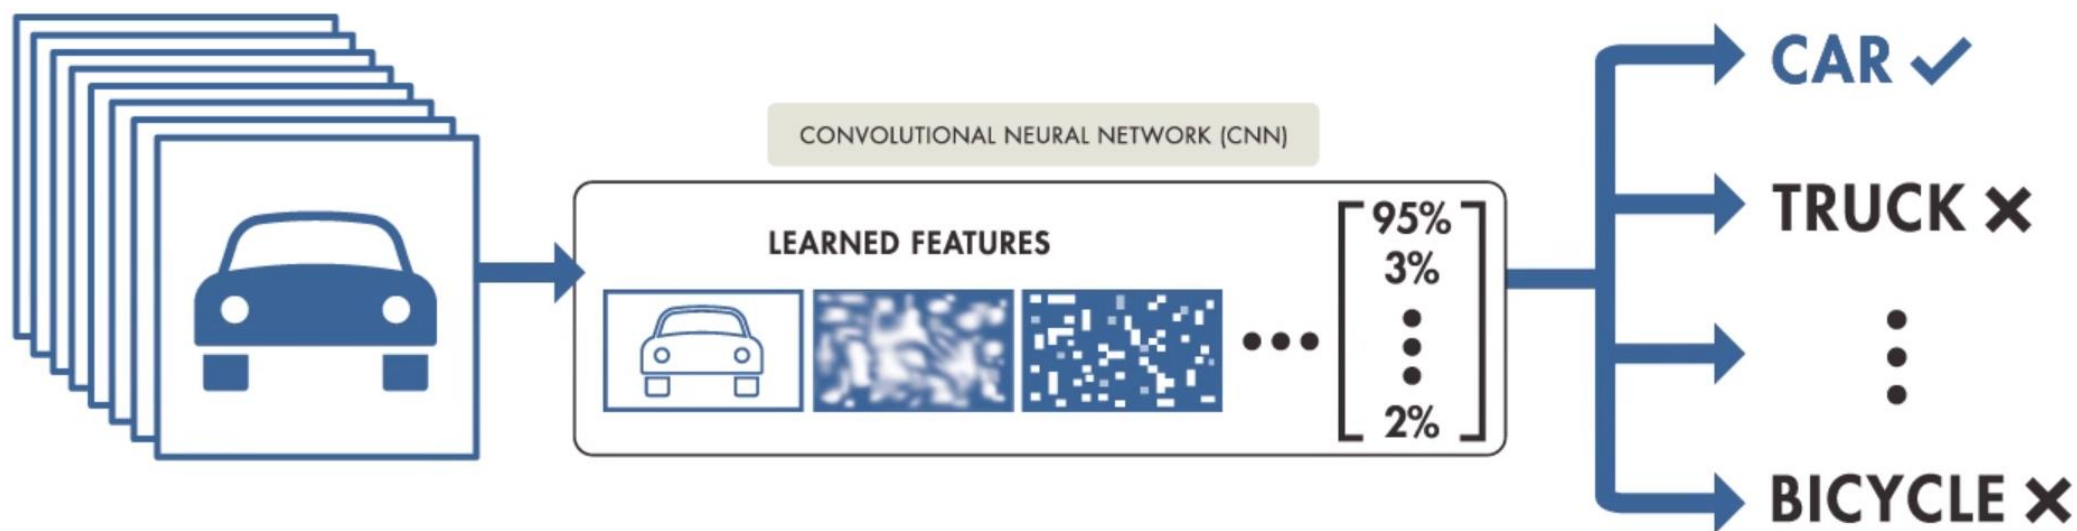 CONVOLUTIONAL NEURAL NETWORK (CNN)
LEARNED FEATURES
95%
3%
2%
CAR
TRUCK
BICYCLE